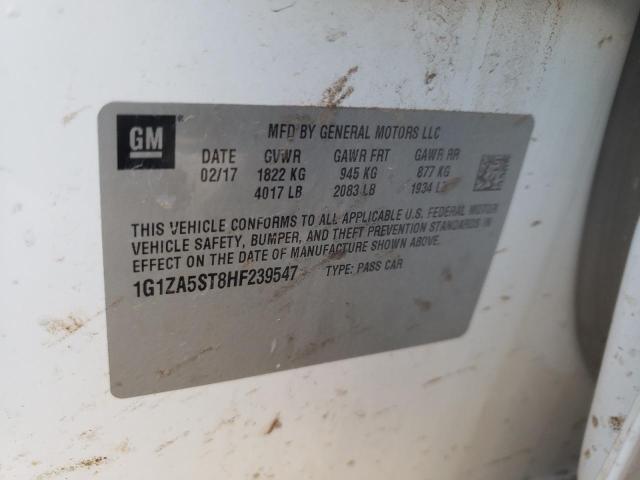 GM
MFD BY GENERAL MOTORS LLC
DATE GVWR GAWR FRT GAWR RR
02/17 1822 KG 945 KG 877 KG
4017 LB 2083 LB 1934 L
THIS VEHICLE CONFORMS TO ALL APPLICABLE U.S. FEDERAL MOTOR
VEHICLE SAFETY, BUMPER, AND THEFT PREVENTION STANDARDS IN
EFFECT ON THE DATE OF MANUFACTURE SHOWN ABOVE.
1G1ZA5ST8HF239547 TYPE: PASS CAR